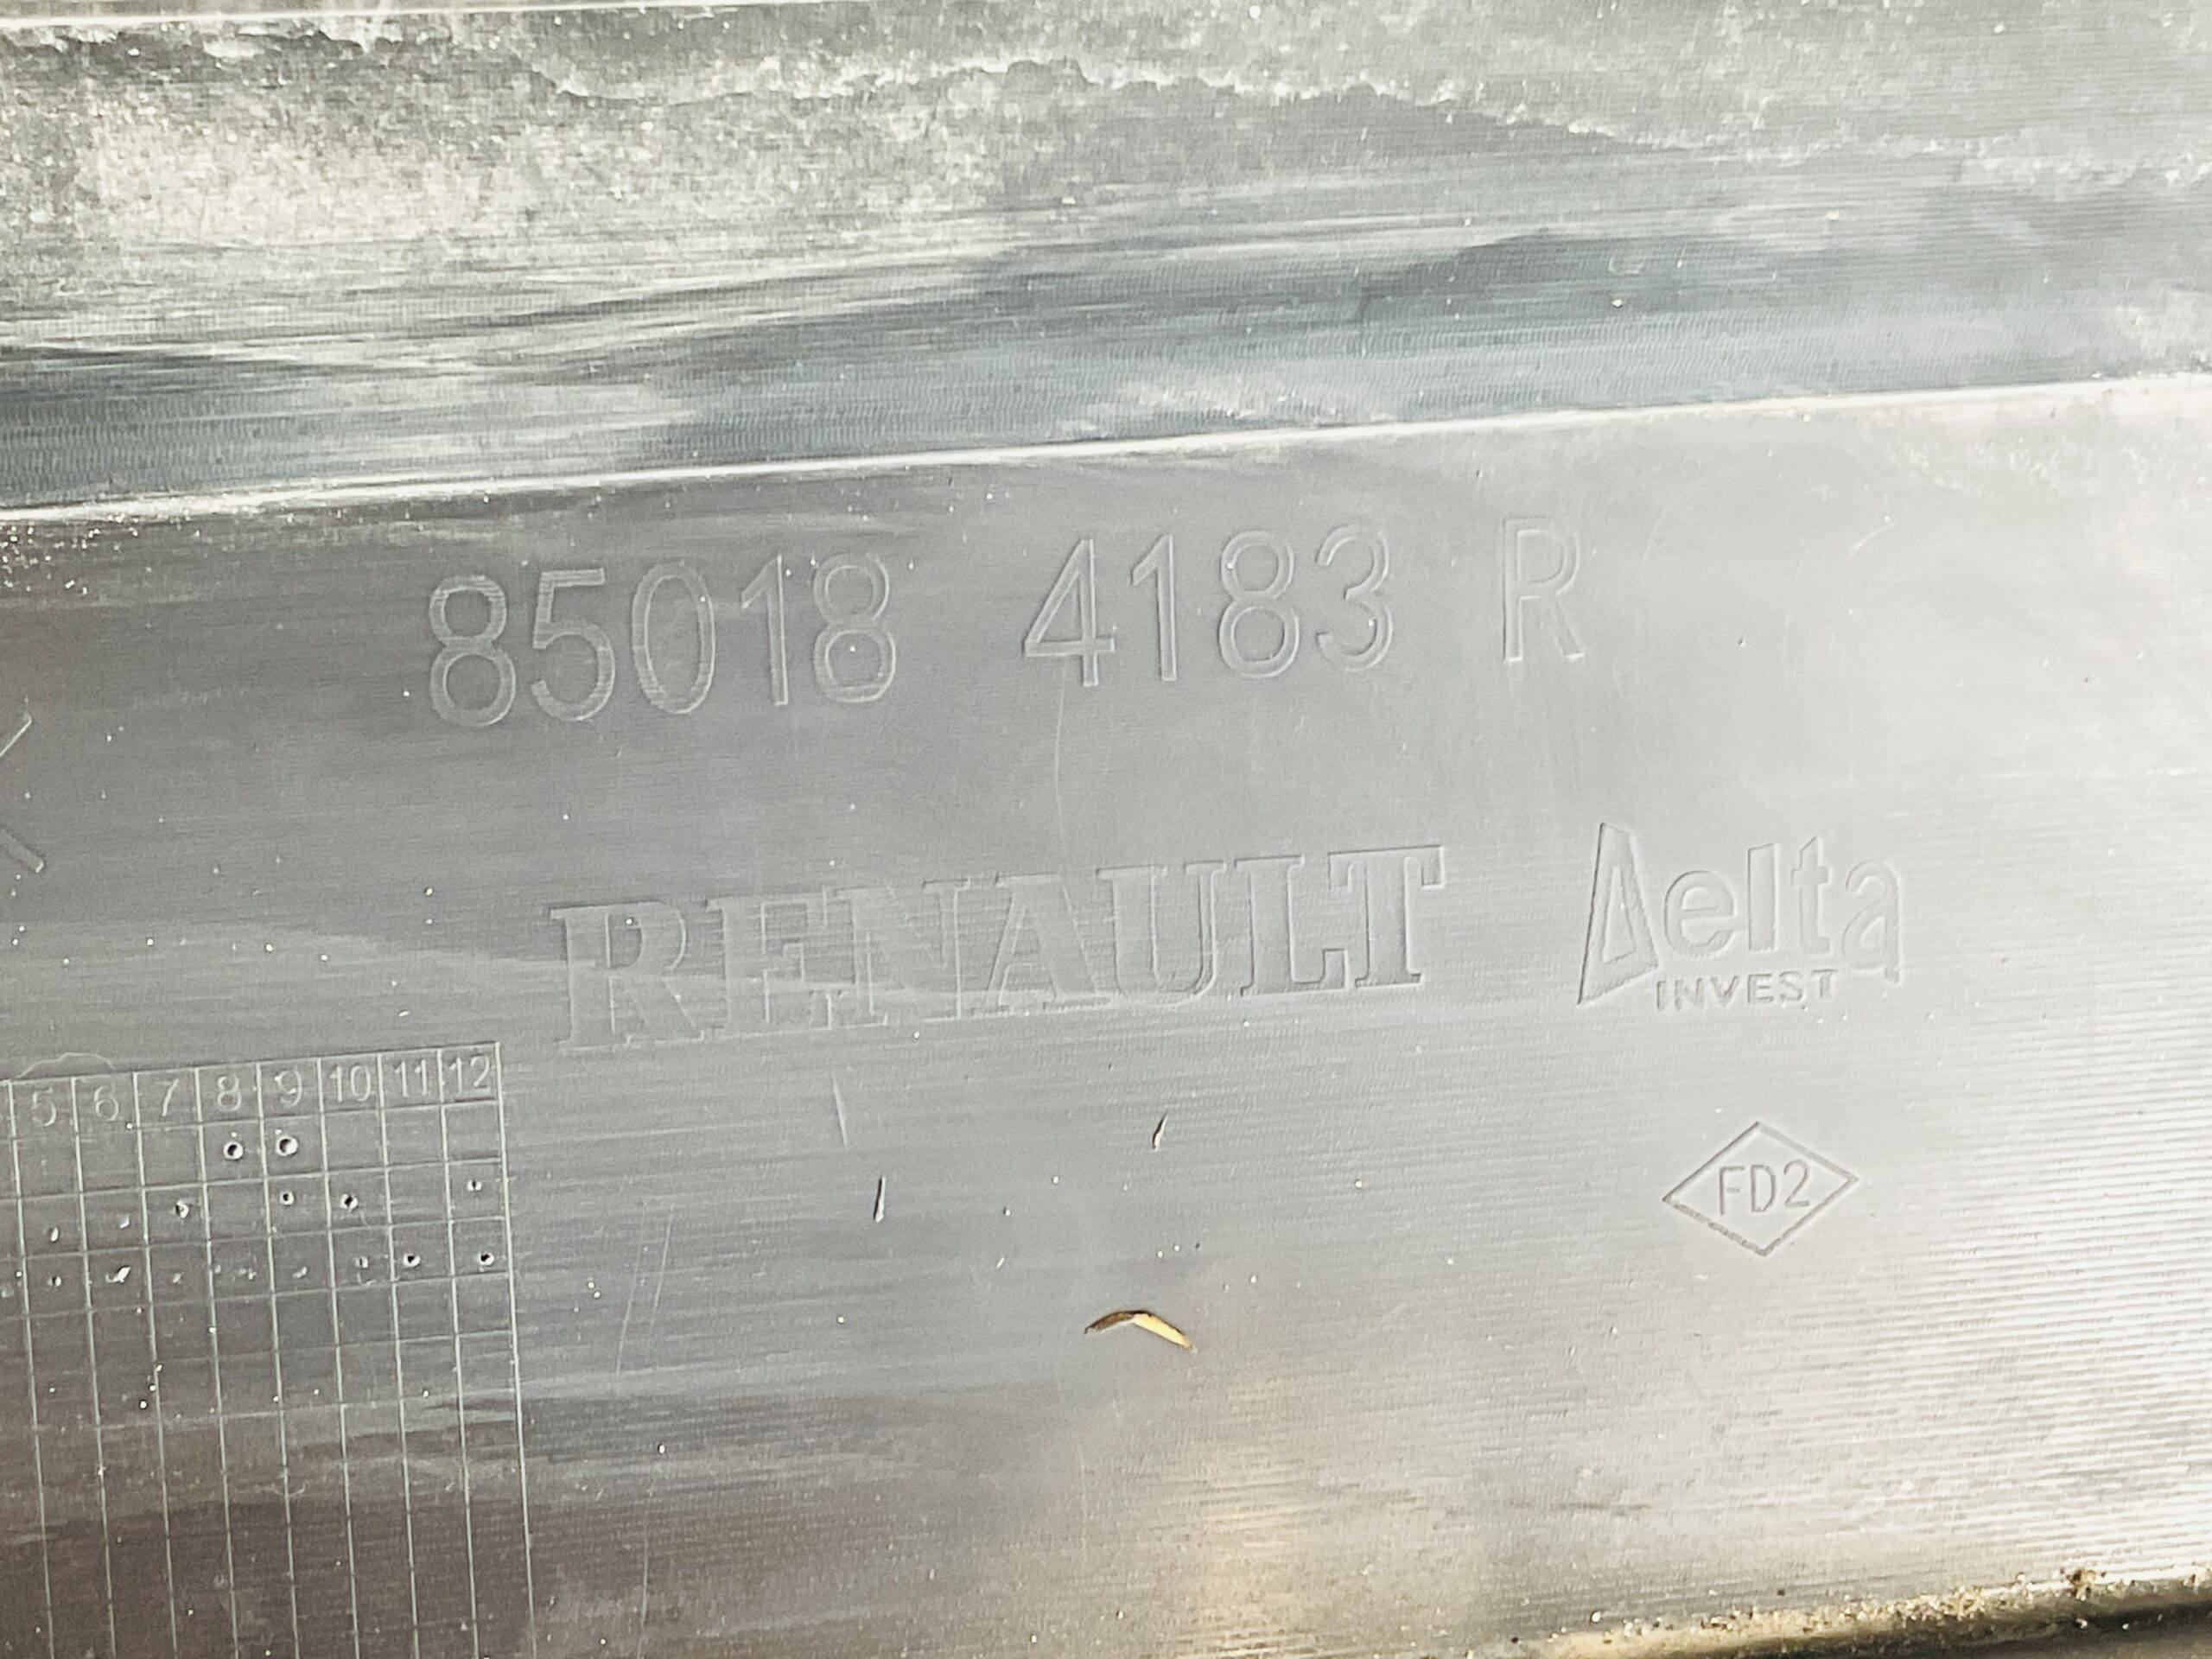 85018 4183 R
RENAULT Delta
INVEST
5 6 7 8 9 10 11 12
FD2